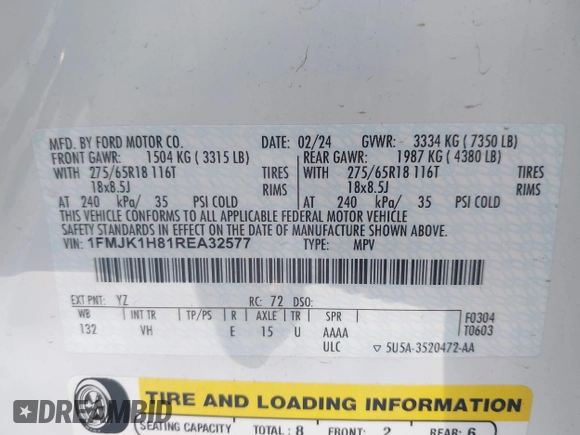 MFD. BY FORD MOTOR CO. DATE: 02/24 GVWR: 3334 KG ( 7350 LB)
FRONT GAWR: 1504 KG ( 3315 LB) REAR GAWR: 1987 KG ( 4380 LB)
WITH 275/65R18 116T TIRES WITH 275/65R18 116T TIRES
18x8.5J RIMS 18x8.5J RIMS
AT 240 kPa/ 35 PSI COLD AT 240 kPa/ 35 PSI COLD
THIS VEHICLE CONFORMS TO ALL APPLICABLE FEDERAL MOTOR VEHICLE
SAFETY STANDARDS IN EFFECT ON THE DATE OF MANUFACTURE SHOWN ABOVE.
VIN: 1FMJK1H81REA32577 TYPE: MPV
EXT PNT: YZ RC: 72 DSO:
WB INT TR TP/PS R AXLE TR SPR F0304
132 VH E 15 U AAAA T0603
ULC ▽ 5U5A-3520472-AA
TIRE AND LOADING INFORMATION
SEATING CAPACITY TOTAL: 8 FRONT: 2 REAR: 6
DREAMBID